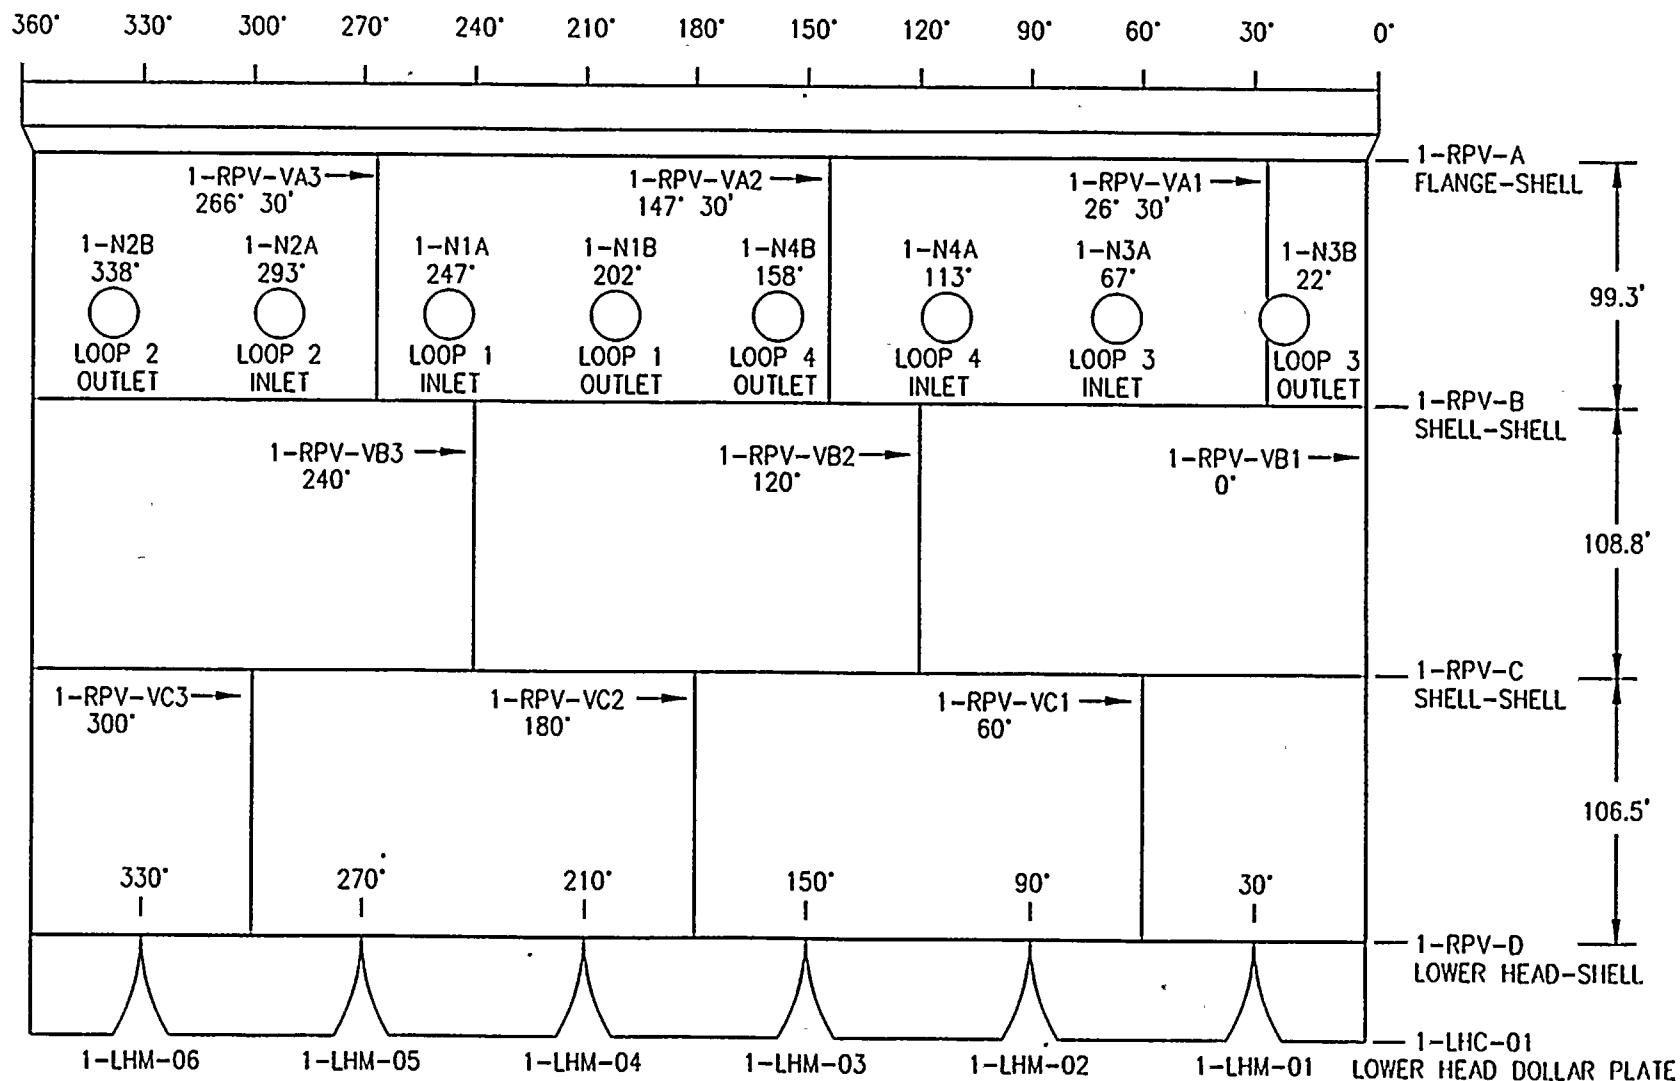 360° 330° 300° 270° 240° 210° 180° 150° 120° 90° 60° 30° 0°
1-RPV-A
FLANGE-SHELL
1-RPV-VA3
266° 30'
1-RPV-VA2
147° 30'
1-RPV-VA1
26° 30'
1-N2B
338°
LOOP 2
OUTLET
1-N2A
293°
LOOP 2
INLET
1-N1A
247°
LOOP 1
INLET
1-N1B
202°
LOOP 1
OUTLET
1-N4B
158°
LOOP 4
OUTLET
1-N4A
113°
LOOP 4
INLET
1-N3A
67°
LOOP 3
INLET
1-N3B
22°
LOOP 3
OUTLET
99.3'
1-RPV-B
SHELL-SHELL
1-RPV-VB3
240°
1-RPV-VB2
120°
1-RPV-VB1
0°
108.8'
1-RPV-C
SHELL-SHELL
1-RPV-VC3
300°
1-RPV-VC2
180°
1-RPV-VC1
60°
106.5'
330° 270° 210° 150° 90° 30°
1-RPV-D
LOWER HEAD-SHELL
1-LHC-01
LOWER HEAD DOLLAR PLATE
1-LHM-06 1-LHM-05 1-LHM-04 1-LHM-03 1-LHM-02 1-LHM-01